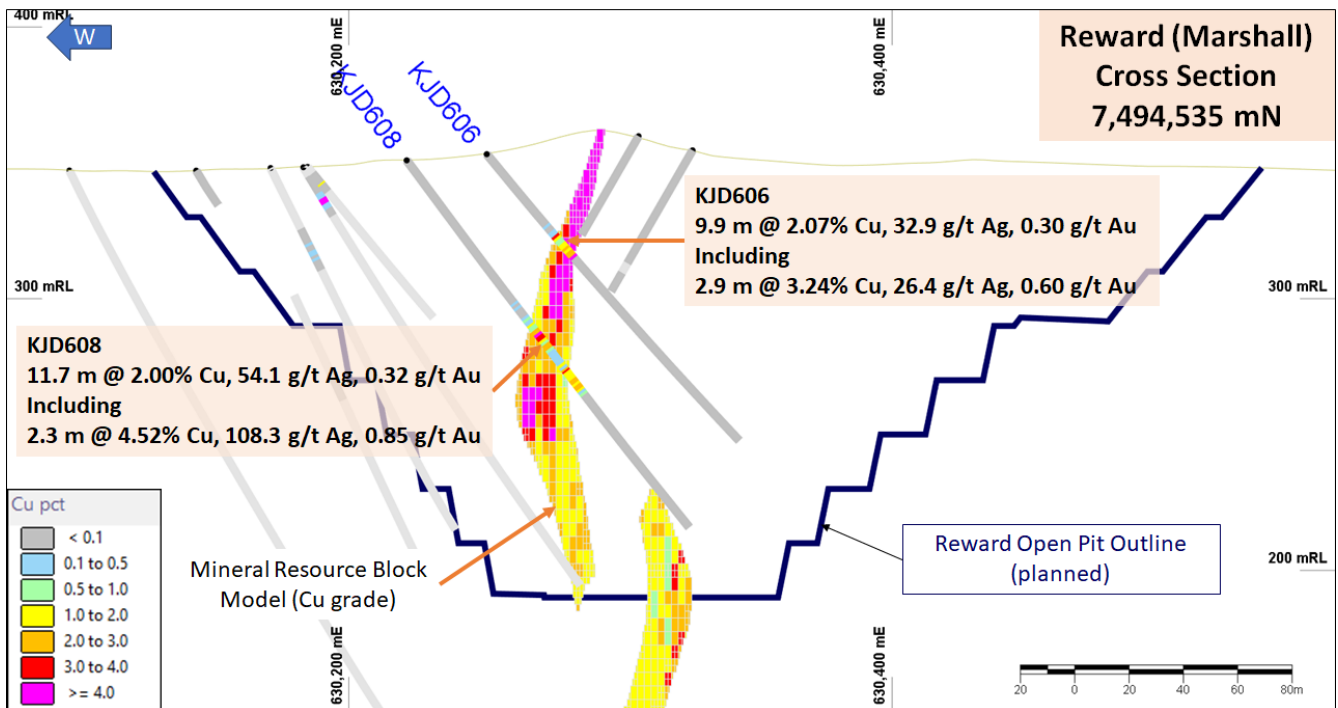 400 mRL
W
630,200 mE
630,400 mE
Reward (Marshall)
Cross Section
7,494,535 mN
KJD608
KJD606
KJD606
9.9 m @ 2.07% Cu, 32.9 g/t Ag, 0.30 g/t Au
Including
2.9 m @ 3.24% Cu, 26.4 g/t Ag, 0.60 g/t Au
300 mRL
300 mRL
KJD608
11.7 m @ 2.00% Cu, 54.1 g/t Ag, 0.32 g/t Au
Including
2.3 m @ 4.52% Cu, 108.3 g/t Ag, 0.85 g/t Au
Cu pct
< 0.1
0.1 to 0.5
0.5 to 1.0
1.0 to 2.0
2.0 to 3.0
3.0 to 4.0
>= 4.0
Mineral Resource Block
Model (Cu grade)
Reward Open Pit Outline
(planned)
200 mRL
630,200 mE
630,400 mE
20 0 20 40 60 80m